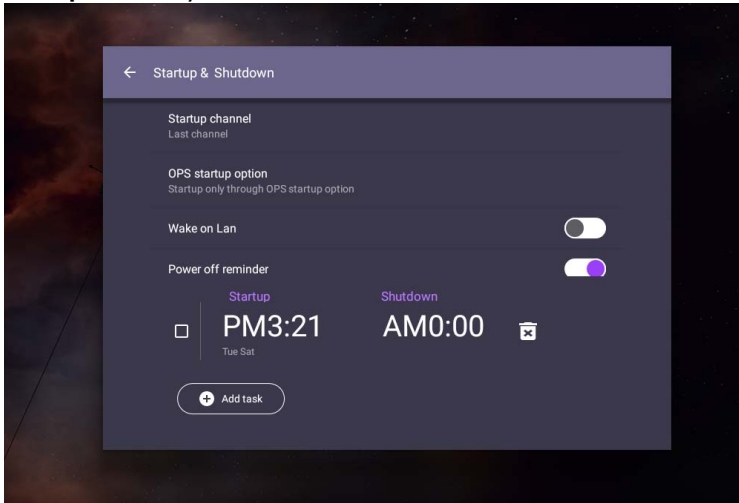 Startup & Shutdown
Startup channel
Last channel
OPS startup option
Startup only through OPS startup option
Wake on Lan
Power off reminder
Startup Shutdown
PM3:21 AM0:00
Tue Sat
Add task